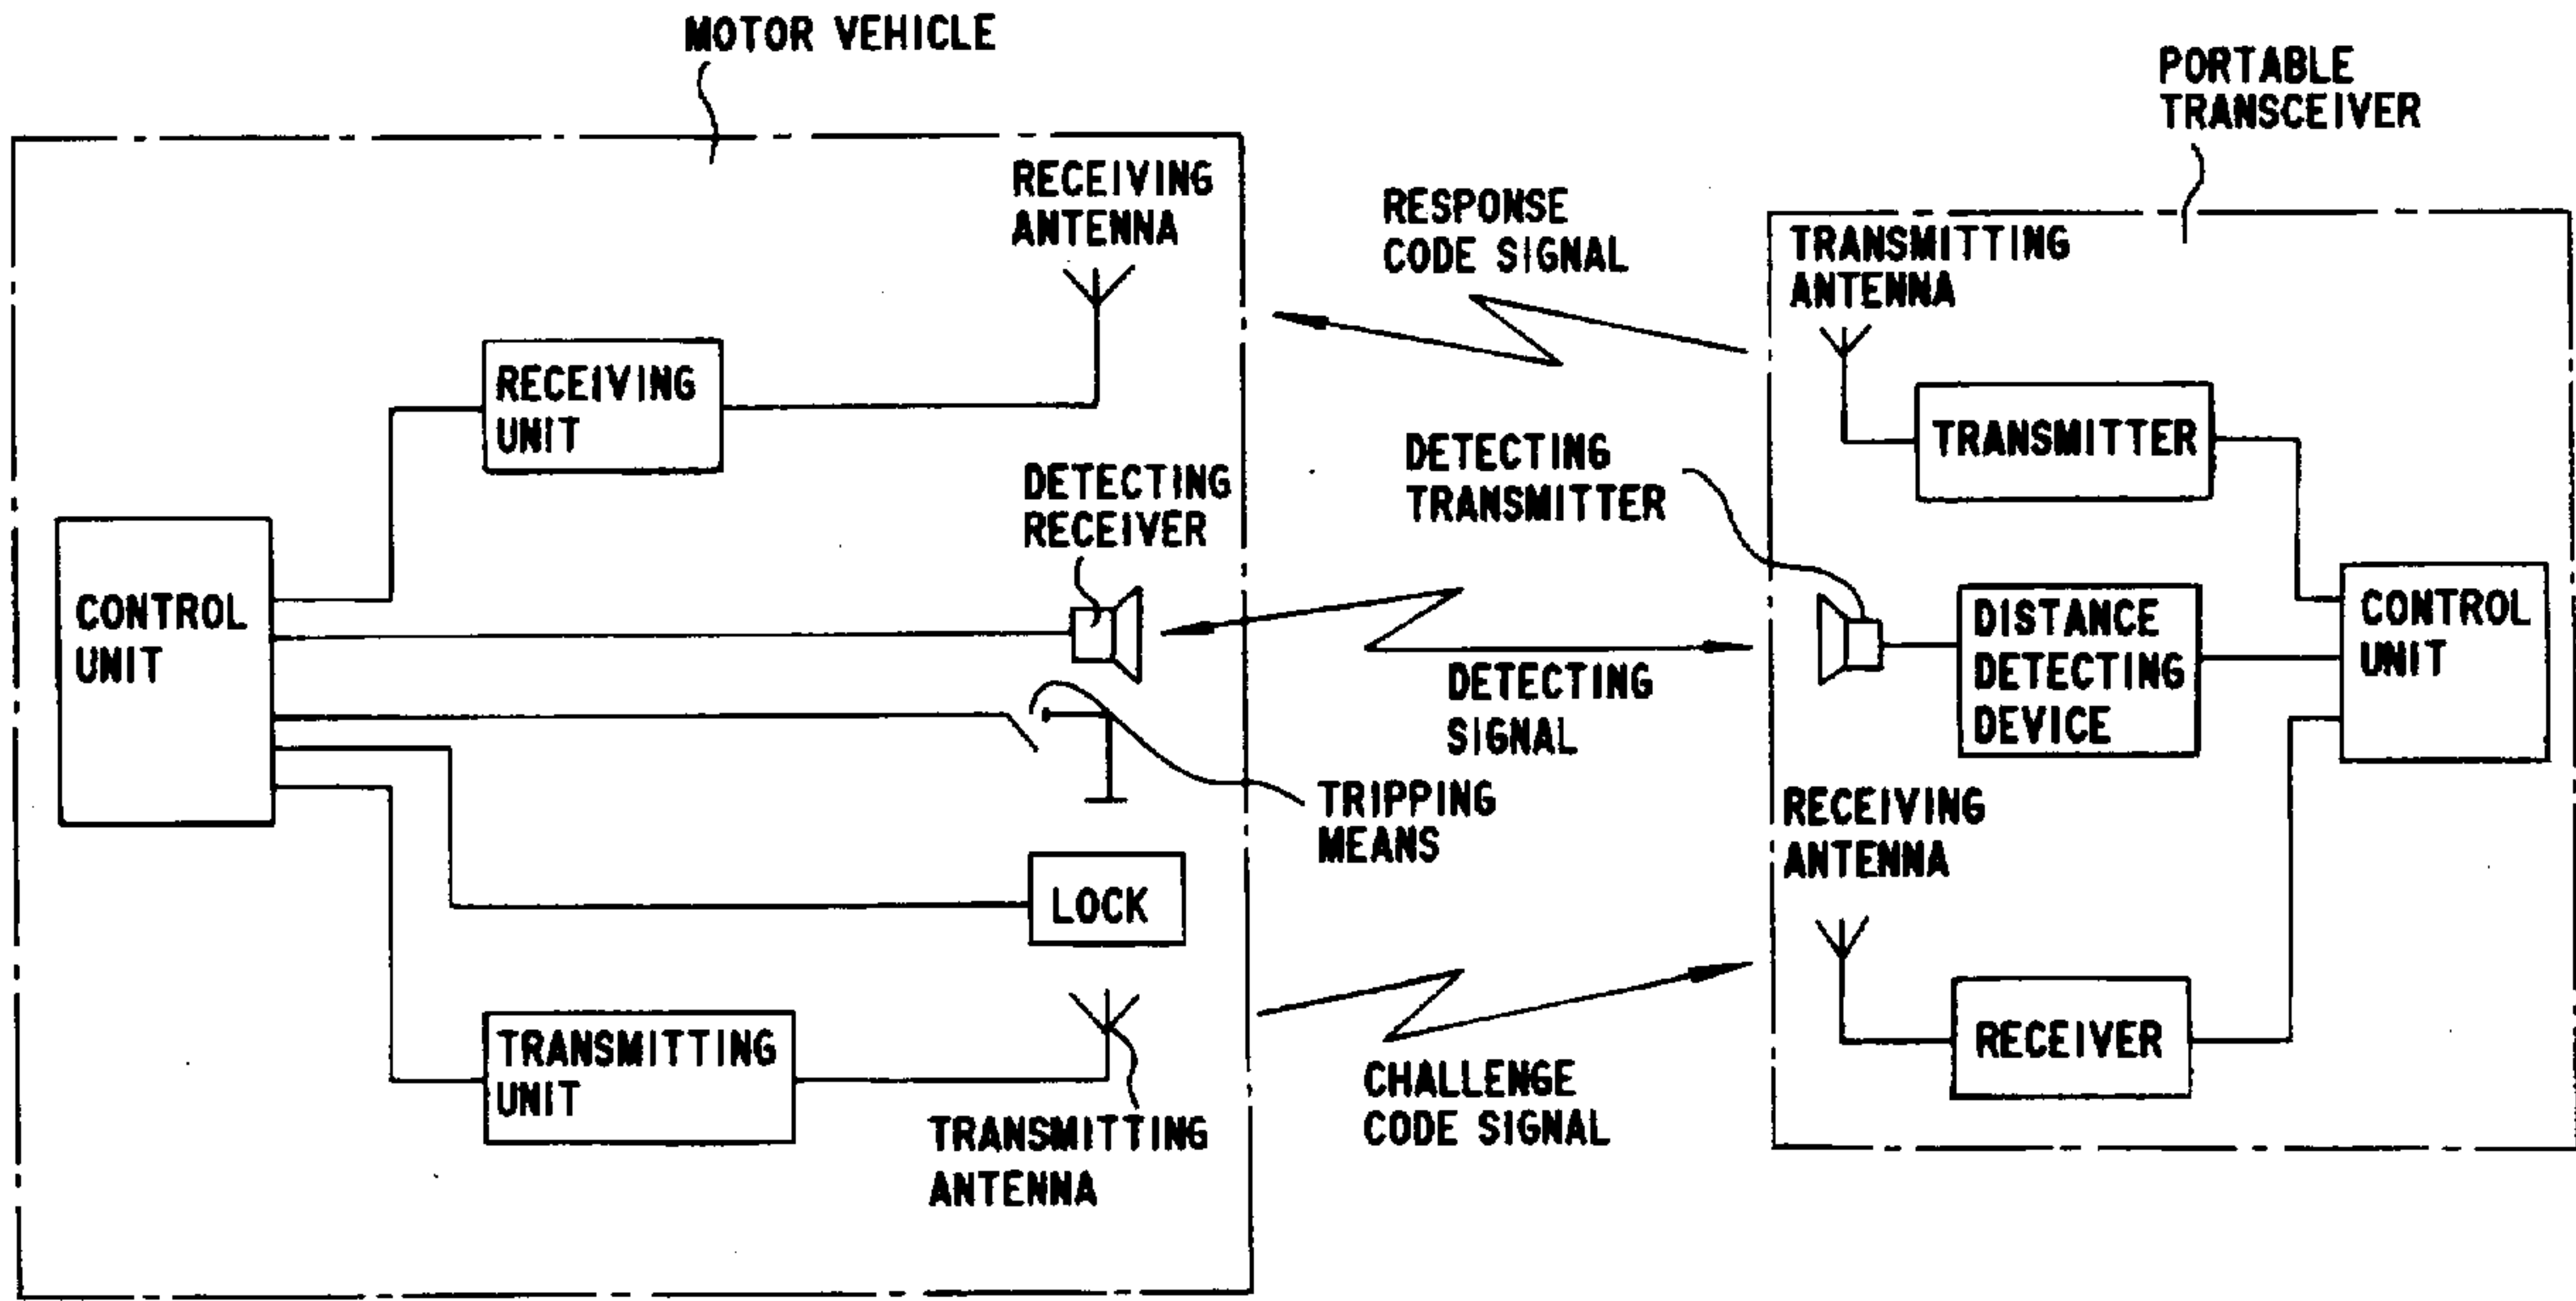 MOTOR VEHICLE
PORTABLE
TRANSCEIVER
RECEIVING
ANTENNA
RESPONSE
CODE SIGNAL
TRANSMITTING
ANTENNA
RECEIVING
UNIT
TRANSMITTER
DETECTING
RECEIVER
DETECTING
TRANSMITTER
CONTROL
UNIT
DISTANCE
DETECTING
DEVICE
CONTROL
UNIT
DETECTING
SIGNAL
TRIPPING
MEANS
RECEIVING
ANTENNA
LOCK
TRANSMITTING
UNIT
RECEIVER
TRANSMITTING
ANTENNA
CHALLENGE
CODE SIGNAL